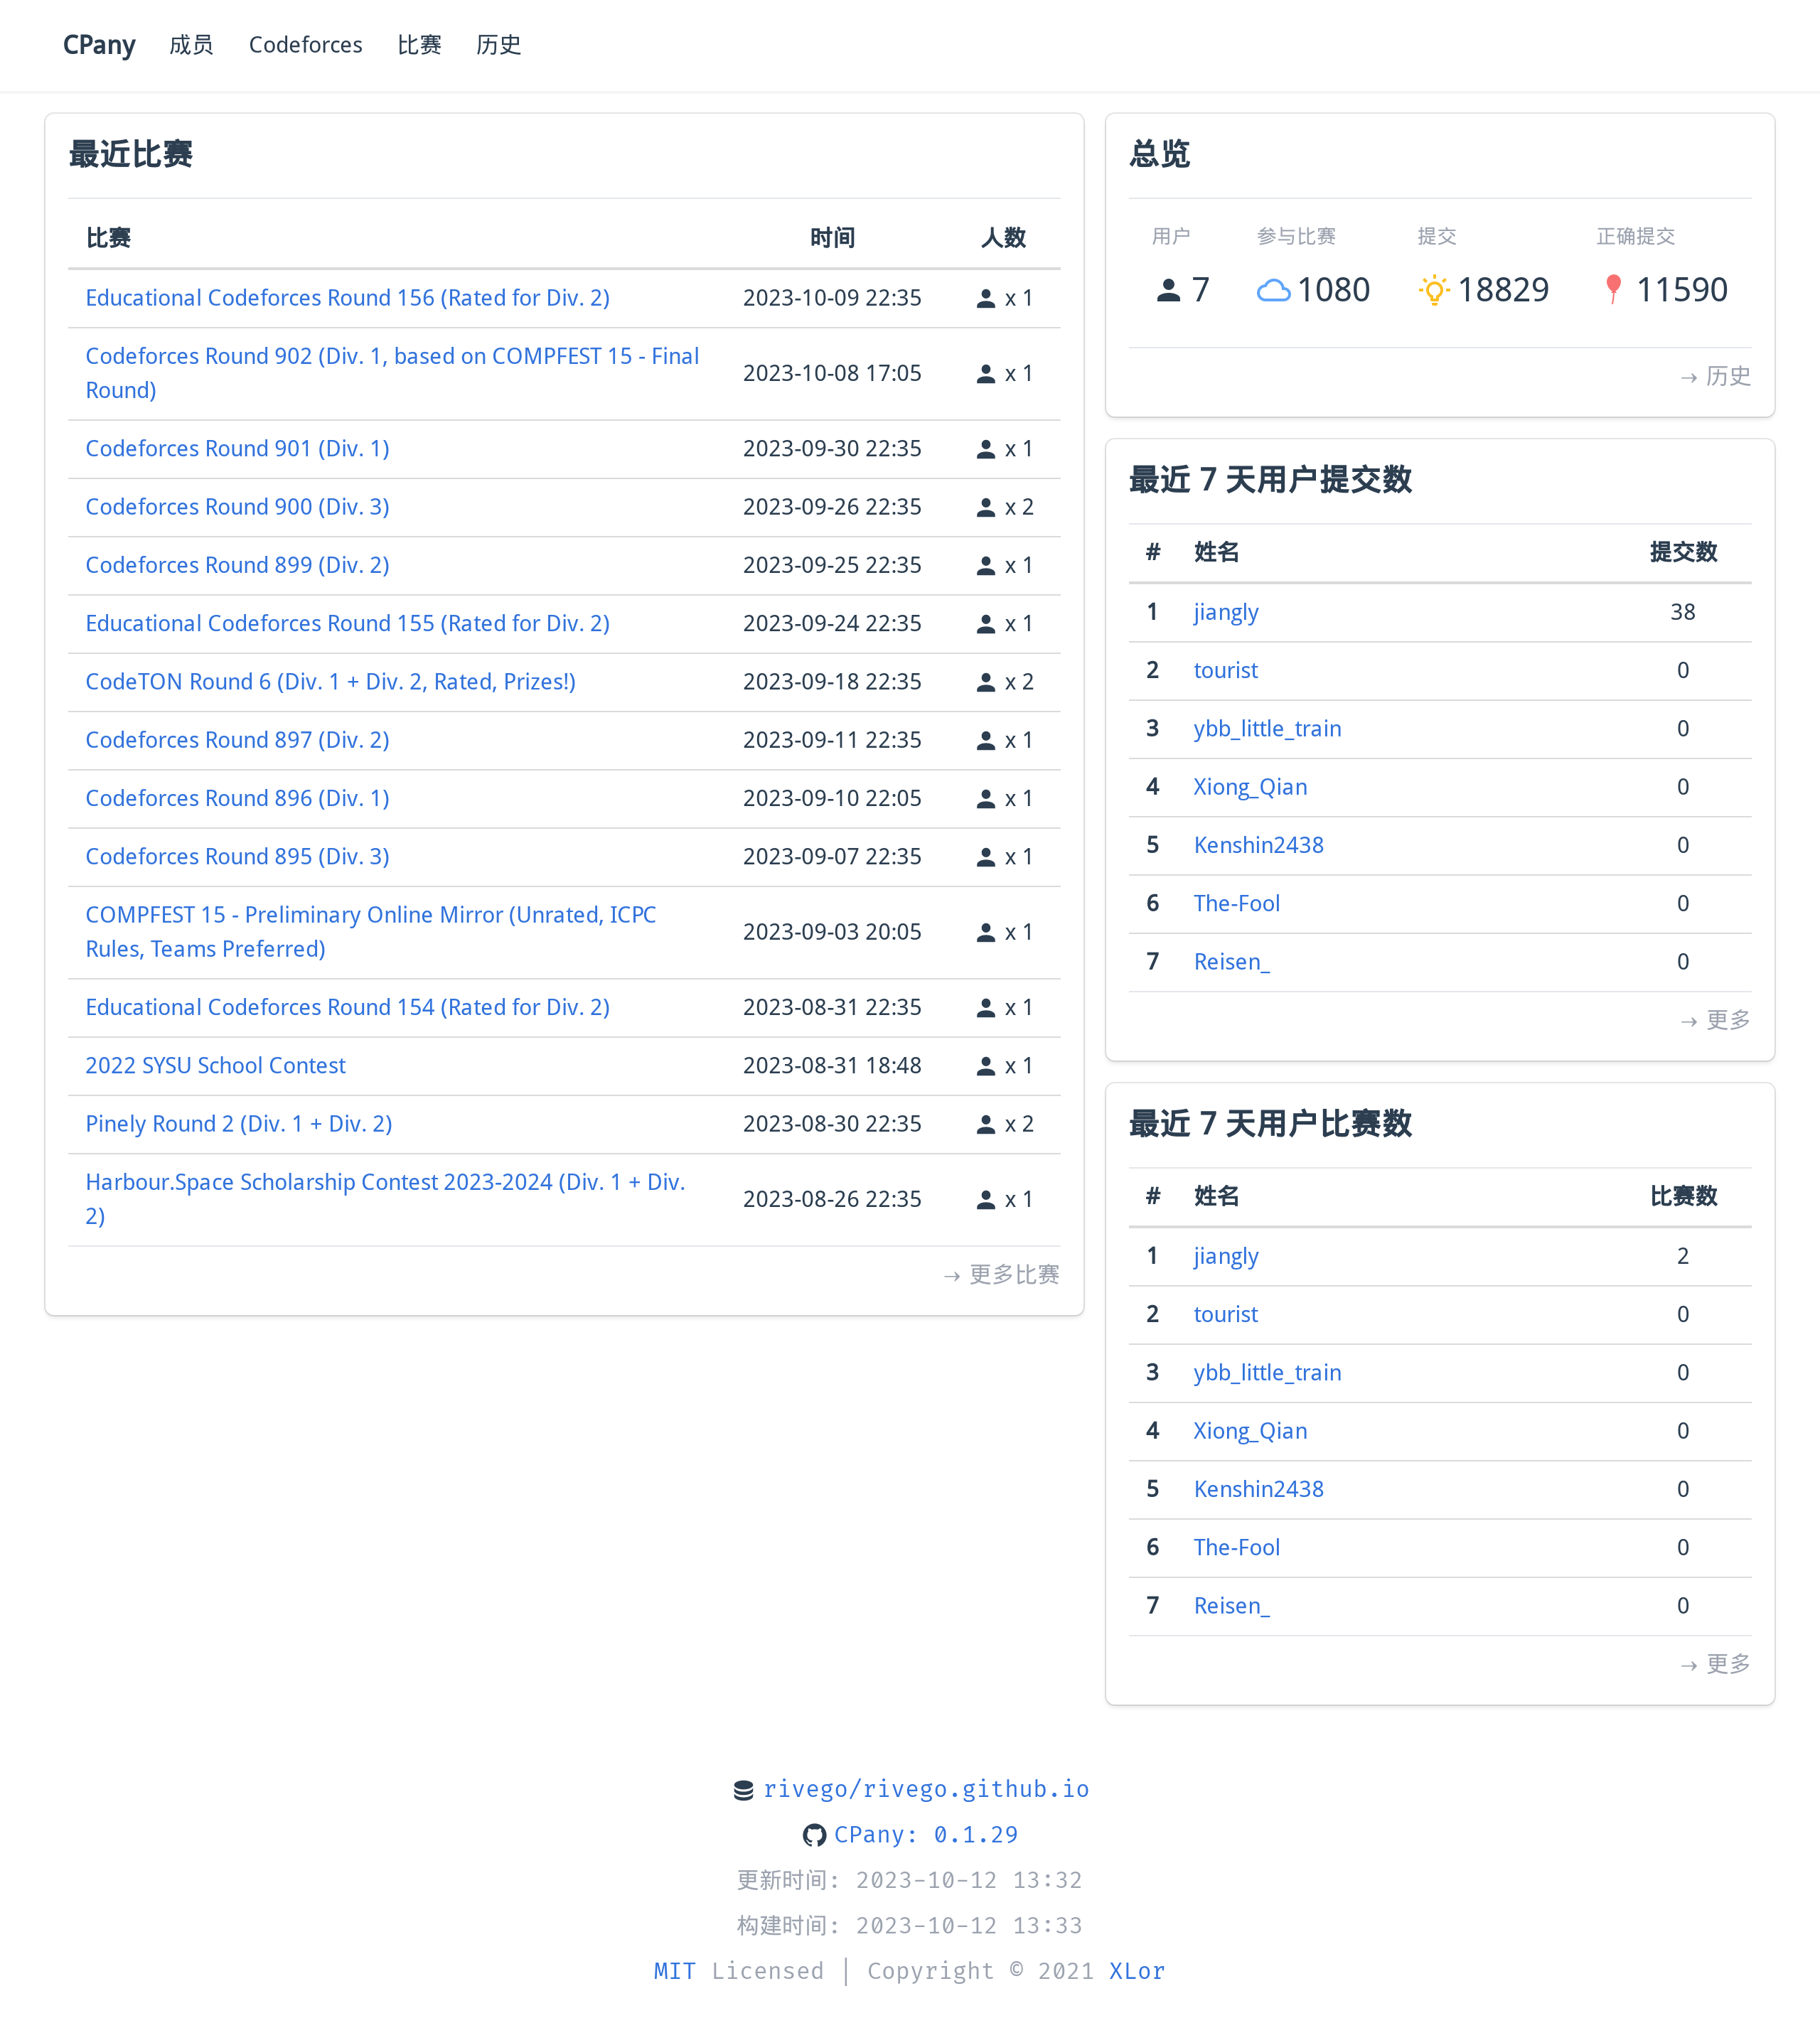 CPany 成员 Codeforces 比赛 历史
最近比赛
比赛 时间 人数
Educational Codeforces Round 156 (Rated for Div. 2) 2023-10-09 22:35 x 1
Codeforces Round 902 (Div. 1, based on COMPFEST 15 - Final
Round) 2023-10-08 17:05 x 1
Codeforces Round 901 (Div. 1) 2023-09-30 22:35 x 1
Codeforces Round 900 (Div. 3) 2023-09-26 22:35 x 2
Codeforces Round 899 (Div. 2) 2023-09-25 22:35 x 1
Educational Codeforces Round 155 (Rated for Div. 2) 2023-09-24 22:35 x 1
CodeTON Round 6 (Div. 1 + Div. 2, Rated, Prizes!) 2023-09-18 22:35 x 2
Codeforces Round 897 (Div. 2) 2023-09-11 22:35 x 1
Codeforces Round 896 (Div. 1) 2023-09-10 22:05 x 1
Codeforces Round 895 (Div. 3) 2023-09-07 22:35 x 1
COMPFEST 15 - Preliminary Online Mirror (Unrated, ICPC
Rules, Teams Preferred) 2023-09-03 20:05 x 1
Educational Codeforces Round 154 (Rated for Div. 2) 2023-08-31 22:35 x 1
2022 SYSU School Contest 2023-08-31 18:48 x 1
Pinely Round 2 (Div. 1 + Div. 2) 2023-08-30 22:35 x 2
Harbour.Space Scholarship Contest 2023-2024 (Div. 1 + Div.
2) 2023-08-26 22:35 x 1
→ 更多比赛
总览
用户 参与比赛 提交 正确提交
7 1080 18829 11590
→ 历史
最近 7 天用户提交数
# 姓名 提交数
1 jiangly 38
2 tourist 0
3 ybb_little_train 0
4 Xiong_Qian 0
5 Kenshin2438 0
6 The-Fool 0
7 Reisen_ 0
→ 更多
最近 7 天用户比赛数
# 姓名 比赛数
1 jiangly 2
2 tourist 0
3 ybb_little_train 0
4 Xiong_Qian 0
5 Kenshin2438 0
6 The-Fool 0
7 Reisen_ 0
→ 更多
rivego/rivego.github.io
CPany: 0.1.29
更新时间: 2023-10-12 13:32
构建时间: 2023-10-12 13:33
MIT Licensed | Copyright © 2021 XLor